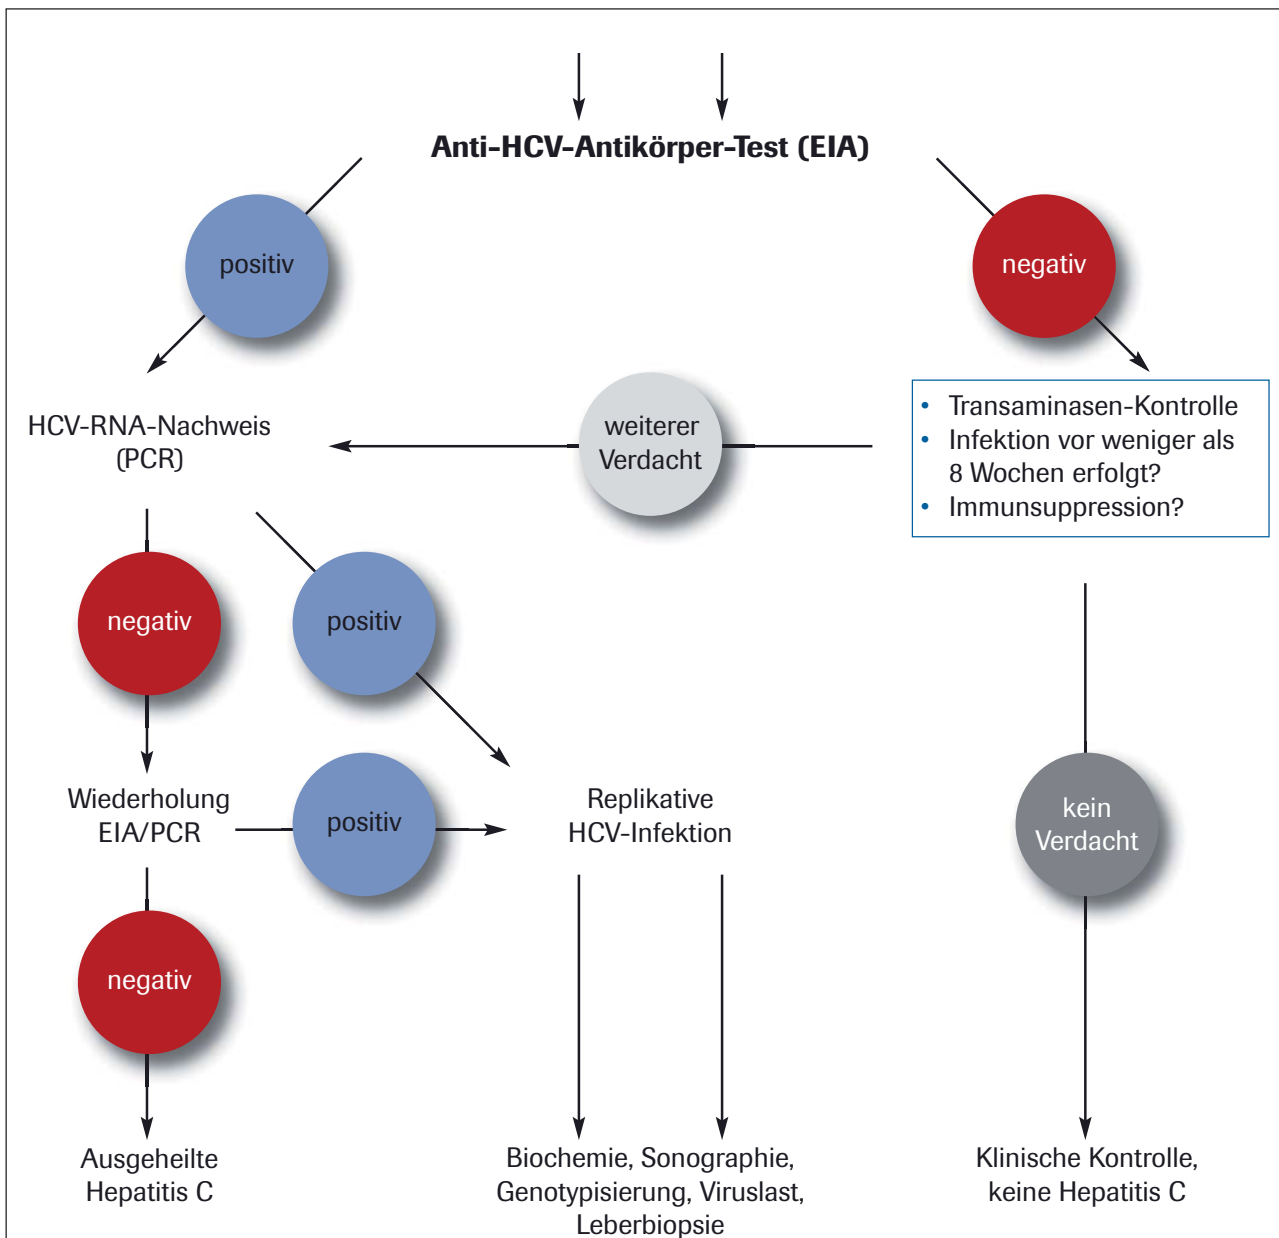 Anti-HCV-Antikörper-Test (EIA)
positiv
negativ
HCV-RNA-Nachweis
(PCR)
weiterer
Verdacht
• Transaminasen-Kontrolle
• Infektion vor weniger als
8 Wochen erfolgt?
• Immunsuppression?
negativ
positiv
Wiederholung
EIA/PCR
positiv
Replikative
HCV-Infektion
kein
Verdacht
negativ
Ausgeheilte
Hepatitis C
Biochemie, Sonographie,
Genotypisierung, Viruslast,
Leberbiopsie
Klinische Kontrolle,
keine Hepatitis C